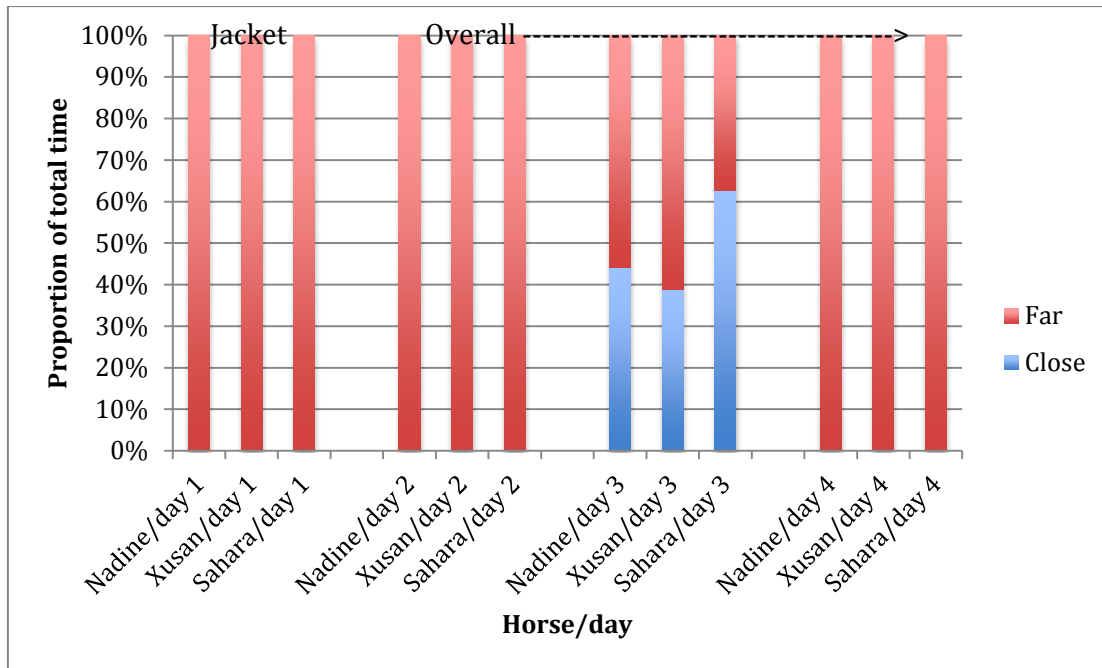 Jacket Overall
100%
90%
80%
70%
60%
50%
40%
30%
20%
10%
0%
Proportion of total time
Far
Close
Nadine/day 1
Xusan/day 1
Sahara/day 1
Nadine/day 2
Xusan/day 2
Sahara/day 2
Nadine/day 3
Xusan/day 3
Sahara/day 3
Nadine/day 4
Xusan/day 4
Sahara/day 4
Horse/day